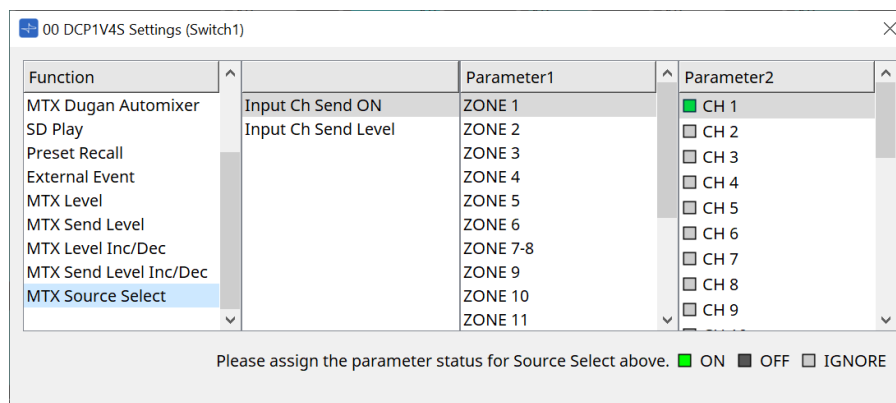 00 DCP1V4S Settings (Switch1)
Function
MTX Dugan Automixer
SD Play
Preset Recall
External Event
MTX Level
MTX Send Level
MTX Level Inc/Dec
MTX Send Level Inc/Dec
MTX Source Select
Input Ch Send ON
Input Ch Send Level
Parameter1
ZONE 1
ZONE 2
ZONE 3
ZONE 4
ZONE 5
ZONE 6
ZONE 7-8
ZONE 9
ZONE 10
ZONE 11
Parameter2
CH 1
CH 2
CH 3
CH 4
CH 5
CH 6
CH 7
CH 8
CH 9
Please assign the parameter status for Source Select above. ON OFF IGNORE